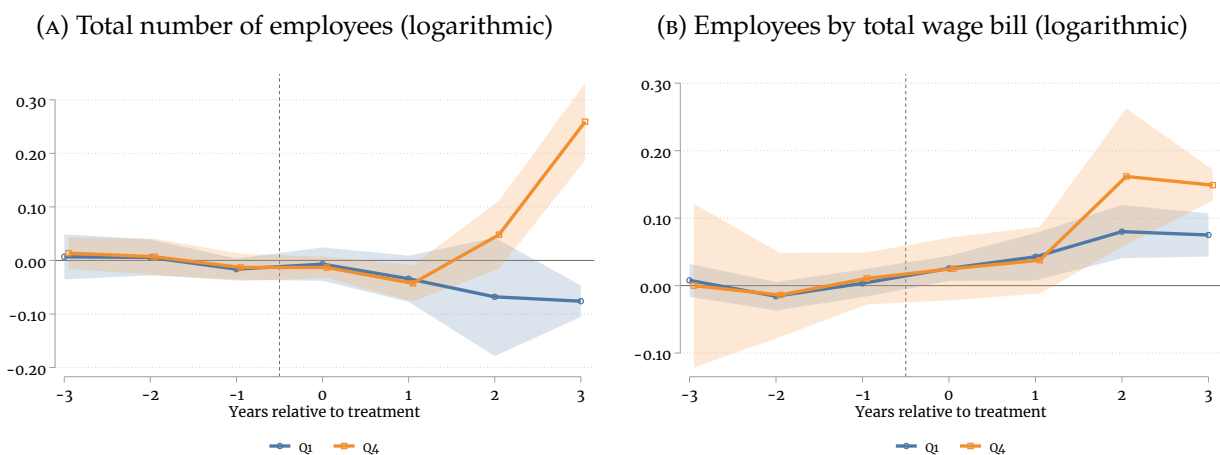 (A) Total number of employees (logarithmic)
0.30
0.20
0.10
0.00
-0.10
-0.20
-3 -2 -1 0 1 2 3
Years relative to treatment
Q1 Q4
(B) Employees by total wage bill (logarithmic)
0.30
0.20
0.10
0.00
-0.10
-3 -2 -1 0 1 2 3
Years relative to treatment
Q1 Q4